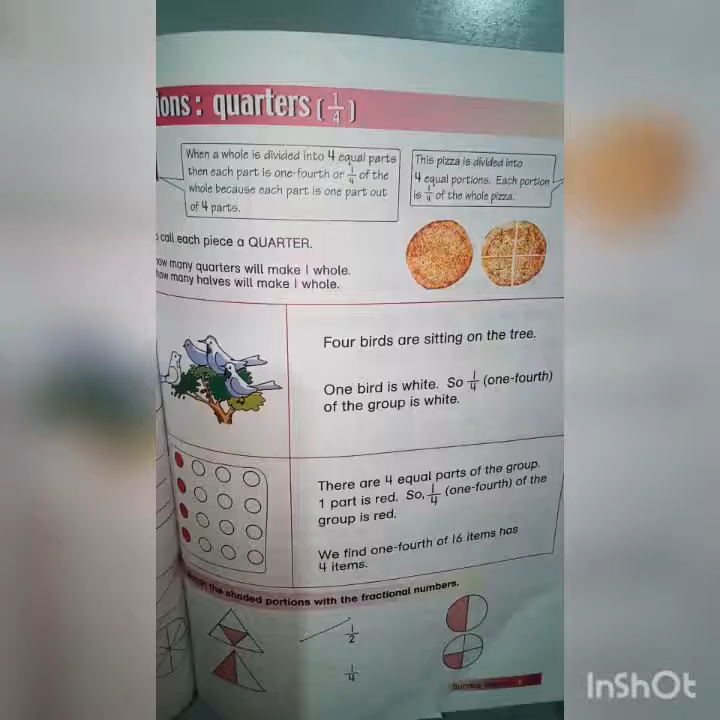 ions: quarters (1/4)
When a whole is divided into 4 equal parts
then each part is one-fourth or 1/4 of the
whole because each part is one part out
of 4 parts.
This pizza is divided into
4 equal portions. Each portion
is 1/4 of the whole pizza.
call each piece a QUARTER.
how many quarters will make 1 whole.
how many halves will make 1 whole.
Four birds are sitting on the tree.
One bird is white. So 1/4 (one-fourth)
of the group is white.
There are 4 equal parts of the group.
1 part is red. So, 1/4 (one-fourth) of the
group is red.
We find one-fourth of 16 items has
4 items.
the shaded portions with the fractional numbers.
1/2
1/4
InShOt